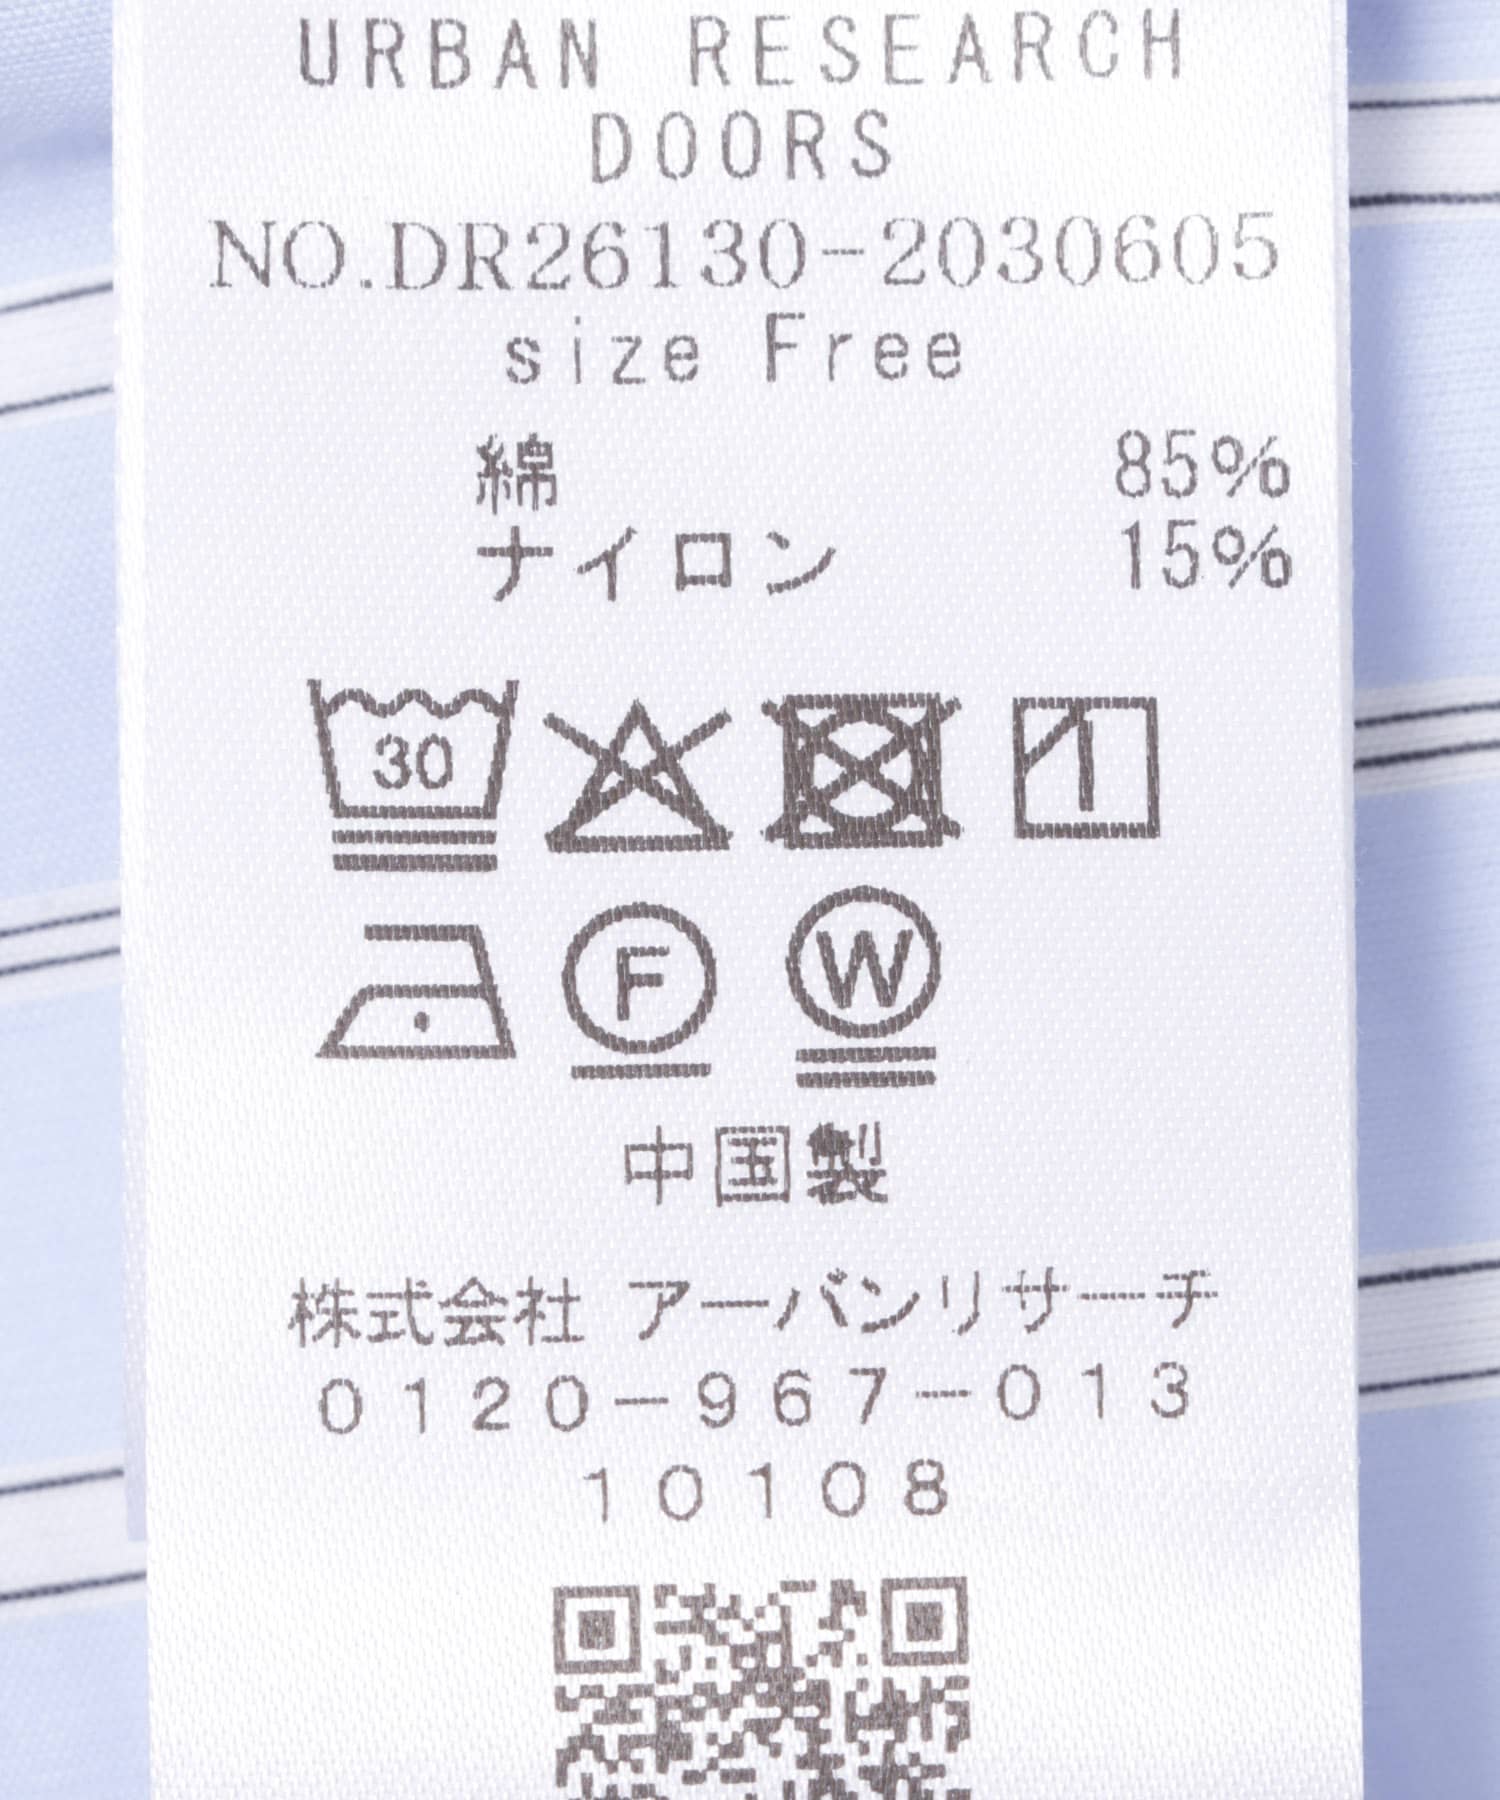 URBAN RESEARCH
DOORS
NO.DR26130-2030605
size Free
綿 85%
ナイロン 15%
30
F W
中国製
株式会社 アーバンリサーチ
0120-967-013
10108